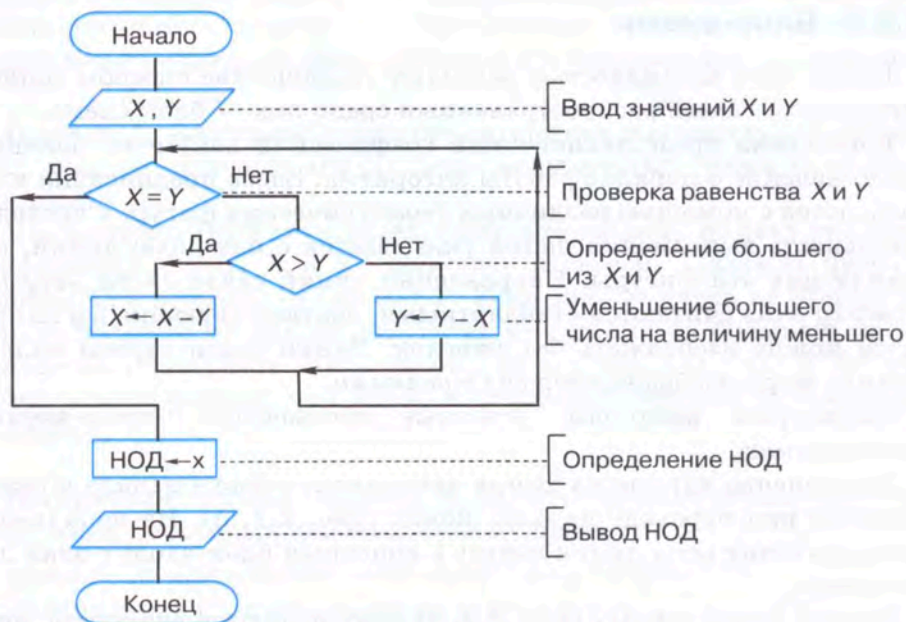 Начало
X, Y
Ввод значений X и Y
Да
Нет
X = Y
Проверка равенства X и Y
Да
Нет
X > Y
Определение большего
из X и Y
X ← X – Y
Y ← Y – X
Уменьшение большего
числа на величину меньшего
НОД ← x
Определение НОД
НОД
Вывод НОД
Конец